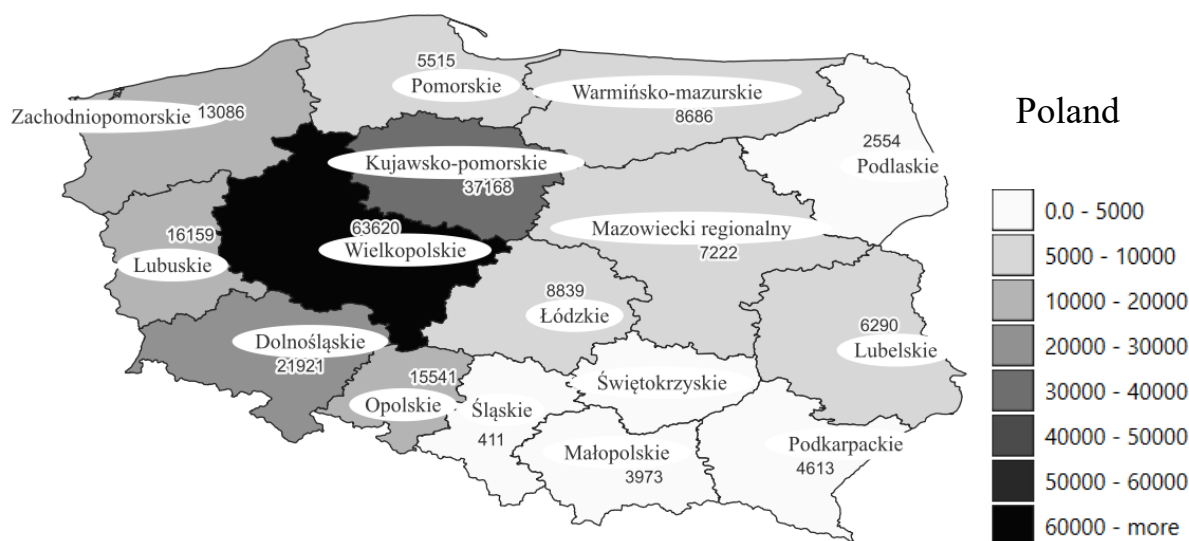 5515
Pomorskie
Warmińsko-mazurskie
8686
Zachodniopomorskie 13086
Poland
2554
Podlaskie
Kujawsko-pomorskie
37168
63620
Wielkopolskie
16159
Lubuskie
Mazowiecki regionalny
7222
8839
Łódzkie
6290
Lubelskie
Dolnośląskie
21921
15541
Opolskie
Śląskie
411
Świętokrzyskie
Małopolskie
3973
Podkarpackie
4613
0.0 - 5000
5000 - 10000
10000 - 20000
20000 - 30000
30000 - 40000
40000 - 50000
50000 - 60000
60000 - more